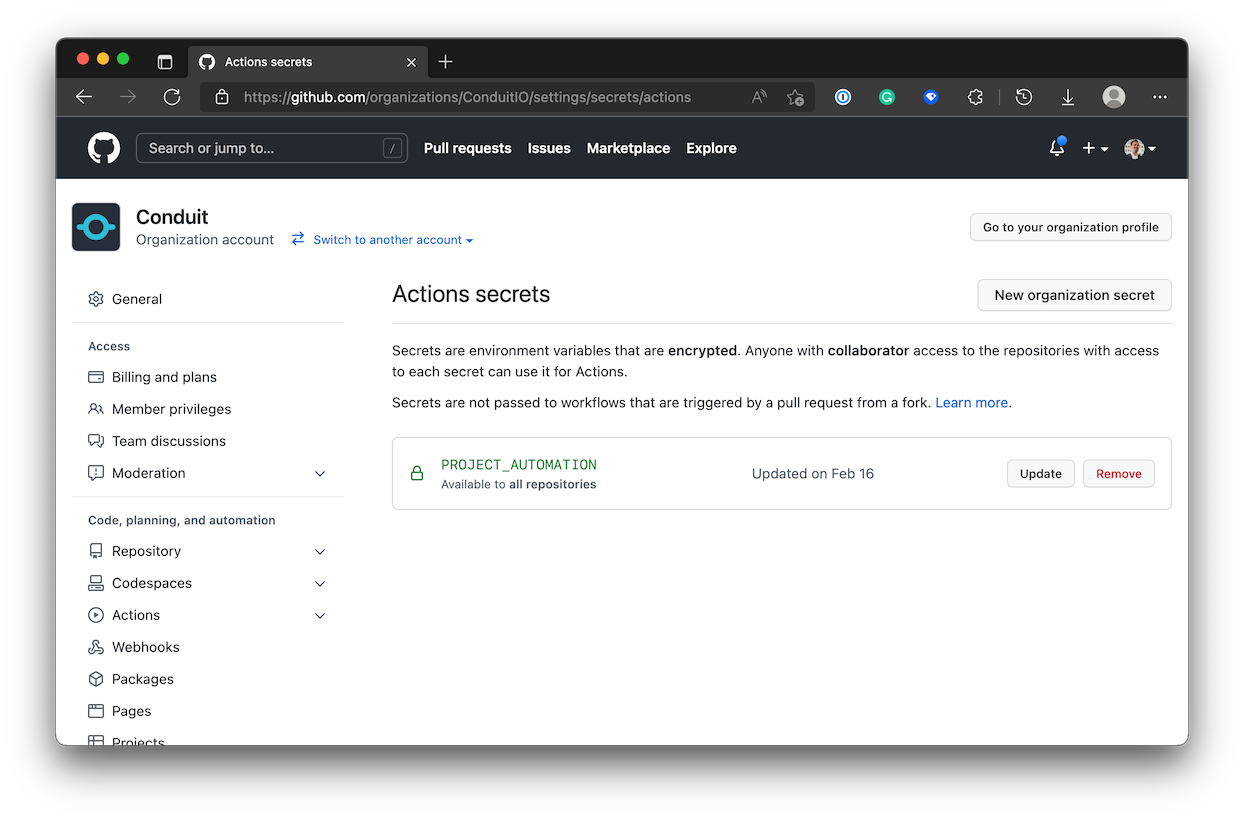 Actions secrets
https://github.com/organizations/ConduitIO/settings/secrets/actions
Search or jump to...
/
Pull requests
Issues
Marketplace
Explore
Conduit
Organization account
Switch to another account
Go to your organization profile
General
Access
Billing and plans
Member privileges
Team discussions
Moderation
Code, planning, and automation
Repository
Codespaces
Actions
Webhooks
Packages
Pages
Projects
Actions secrets
New organization secret
Secrets are environment variables that are encrypted. Anyone with collaborator access to the repositories with access
to each secret can use it for Actions.
Secrets are not passed to workflows that are triggered by a pull request from a fork. Learn more.
PROJECT_AUTOMATION
Available to all repositories
Updated on Feb 16
Update
Remove